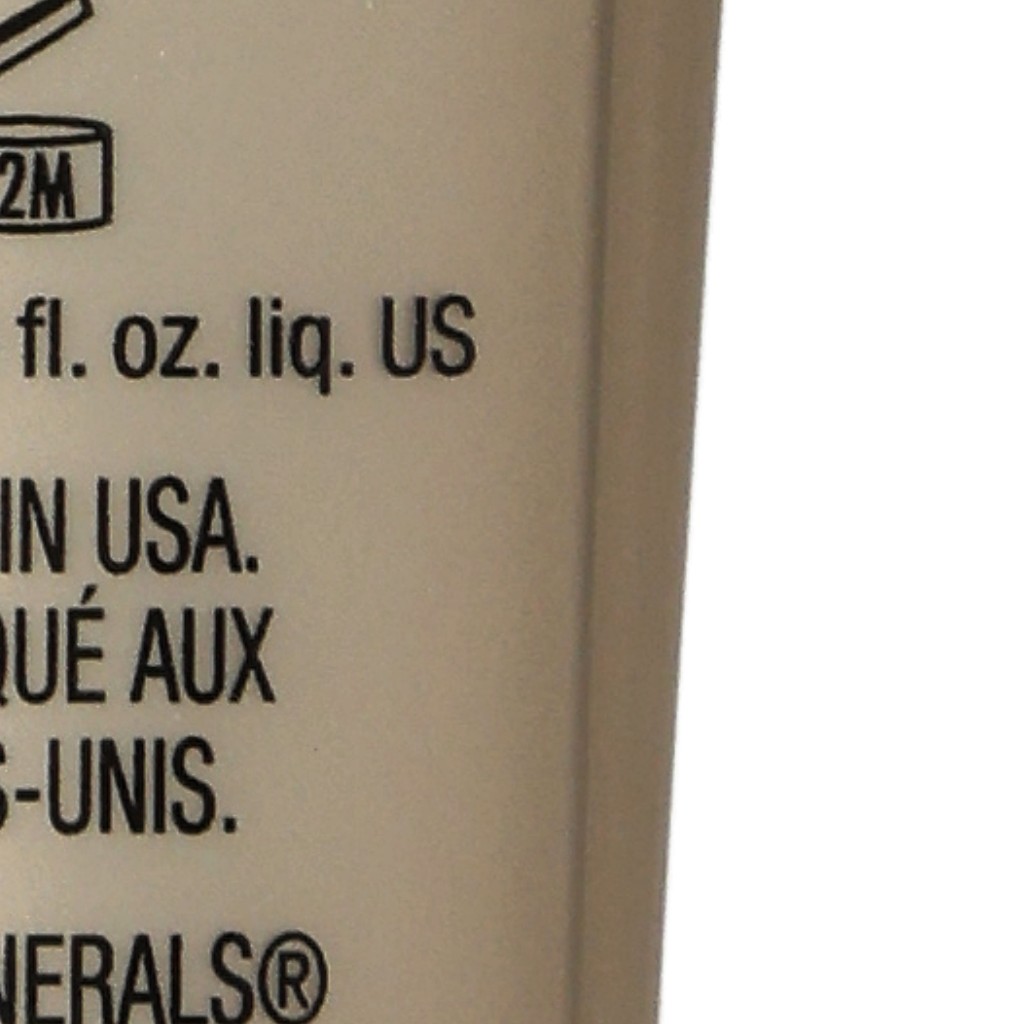 2M
fl. oz. liq. US
IN USA.
QUÉ AUX
S-UNIS.
NERALS®